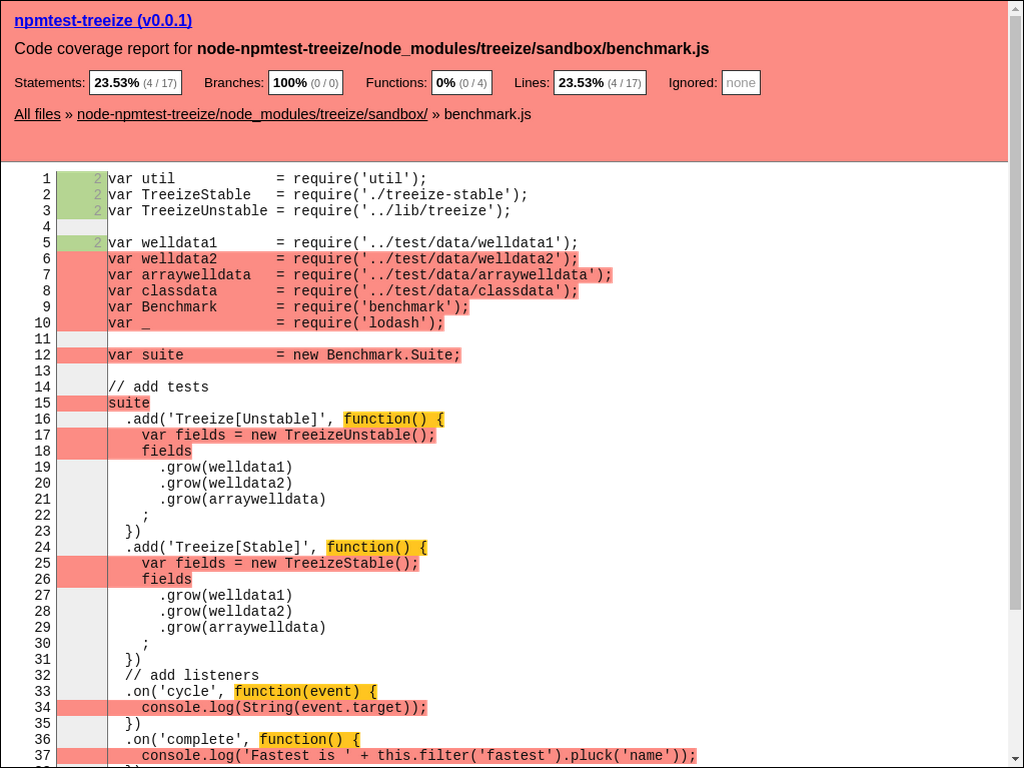 npmtest-treeize (v0.0.1)
Code coverage report for node-npmtest-treeize/node_modules/treeize/sandbox/benchmark.js
Statements: 23.53% (4 / 17) Branches: 100% (0 / 0) Functions: 0% (0 / 4) Lines: 23.53% (4 / 17) Ignored: none
All files » node-npmtest-treeize/node_modules/treeize/sandbox/ » benchmark.js
1 2 var util            = require('util');
2 2 var TreeizeStable   = require('./treeize-stable');
3 2 var TreeizeUnstable = require('../lib/treeize');
4
5 2 var welldata1       = require('../test/data/welldata1');
6 var welldata2       = require('../test/data/welldata2');
7 var arraywelldata   = require('../test/data/arraywelldata');
8 var classdata       = require('../test/data/classdata');
9 var Benchmark       = require('benchmark');
10 var _               = require('lodash');
11
12 var suite           = new Benchmark.Suite;
13
14 // add tests
15 suite
16   .add('Treeize[Unstable]', function() {
17     var fields = new TreeizeUnstable();
18     fields
19       .grow(welldata1)
20       .grow(welldata2)
21       .grow(arraywelldata)
22     ;
23   })
24   .add('Treeize[Stable]', function() {
25     var fields = new TreeizeStable();
26     fields
27       .grow(welldata1)
28       .grow(welldata2)
29       .grow(arraywelldata)
30     ;
31   })
32   // add listeners
33   .on('cycle', function(event) {
34     console.log(String(event.target));
35   })
36   .on('complete', function() {
37     console.log('Fastest is ' + this.filter('fastest').pluck('name'));